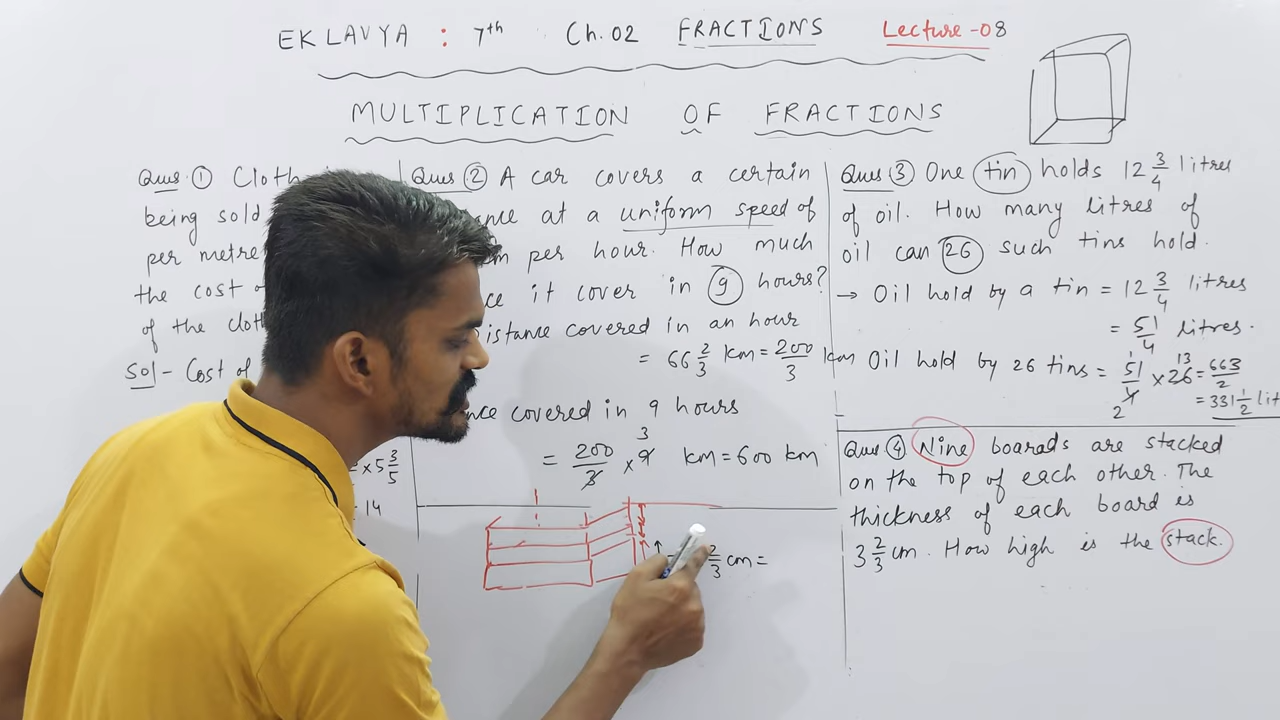 EKLAVYA : 7th Ch.02 FRACTIONS Lecture-08
MULTIPLICATION OF FRACTIONS
Ques. ① Cloth
being sold
per metre
the cost
of the
Sol - Cost of
x5 3/5
14
Ques ② A car covers a certain
at a uniform speed of
per hour. How much
it cover in ⑨ hours?
covered in an hour
= 66 2/3 km = 200/3 km
covered in 9 hours
3
= 200/3 x 9 km = 600 km
2/3 cm =
Ques ③ One tin holds 12 3/4 litres
of oil. How many litres of
oil can 26 such tins hold.
→ Oil hold by a tin = 12 3/4 litres
= 51/4 litres.
Oil hold by 26 tins = 51/4 x 26 = 663/2
1 13
2
= 331 1/2
Ques ④ Nine boards are stacked
on the top of each other. The
thickness of each board is
3 2/3 cm. How high is the stack.